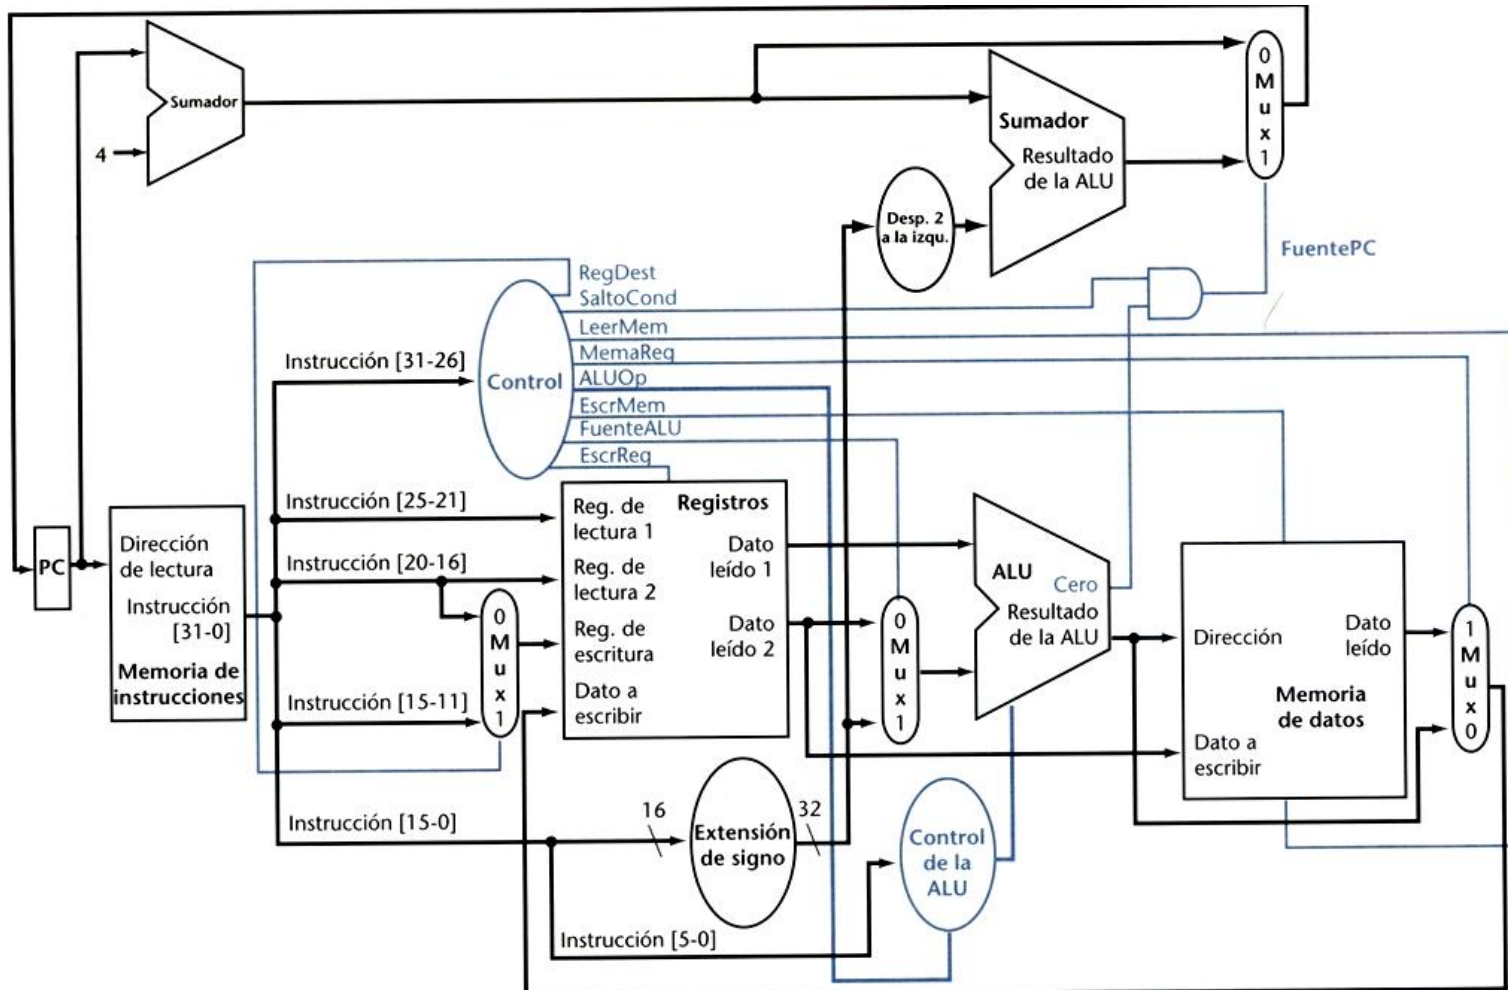 Sumador
4
0
M
u
x
1
Sumador
Resultado
de la ALU
Desp. 2
a la izqu.
FuentePC
RegDest
SaltoCond
LeerMem
MemaReg
ALUOp
EscrMem
FuenteALU
EscrReg
Control
Instrucción [31-26]
Instrucción [25-21]
Instrucción [20-16]
Instrucción [15-11]
Instrucción [15-0]
Instrucción [5-0]
PC
Dirección
de lectura
Instrucción
[31-0]
Memoria de
instrucciones
0
M
u
x
1
Reg. de
lectura 1
Registros
Dato
leído 1
Reg. de
lectura 2
Dato
leído 2
Reg. de
escritura
Dato a
escribir
0
M
u
x
1
ALU
Cero
Resultado
de la ALU
Dirección
Dato
leído
Memoria
de datos
Dato a
escribir
1
M
u
x
0
16
Extensión
de signo
32
Control
de la
ALU